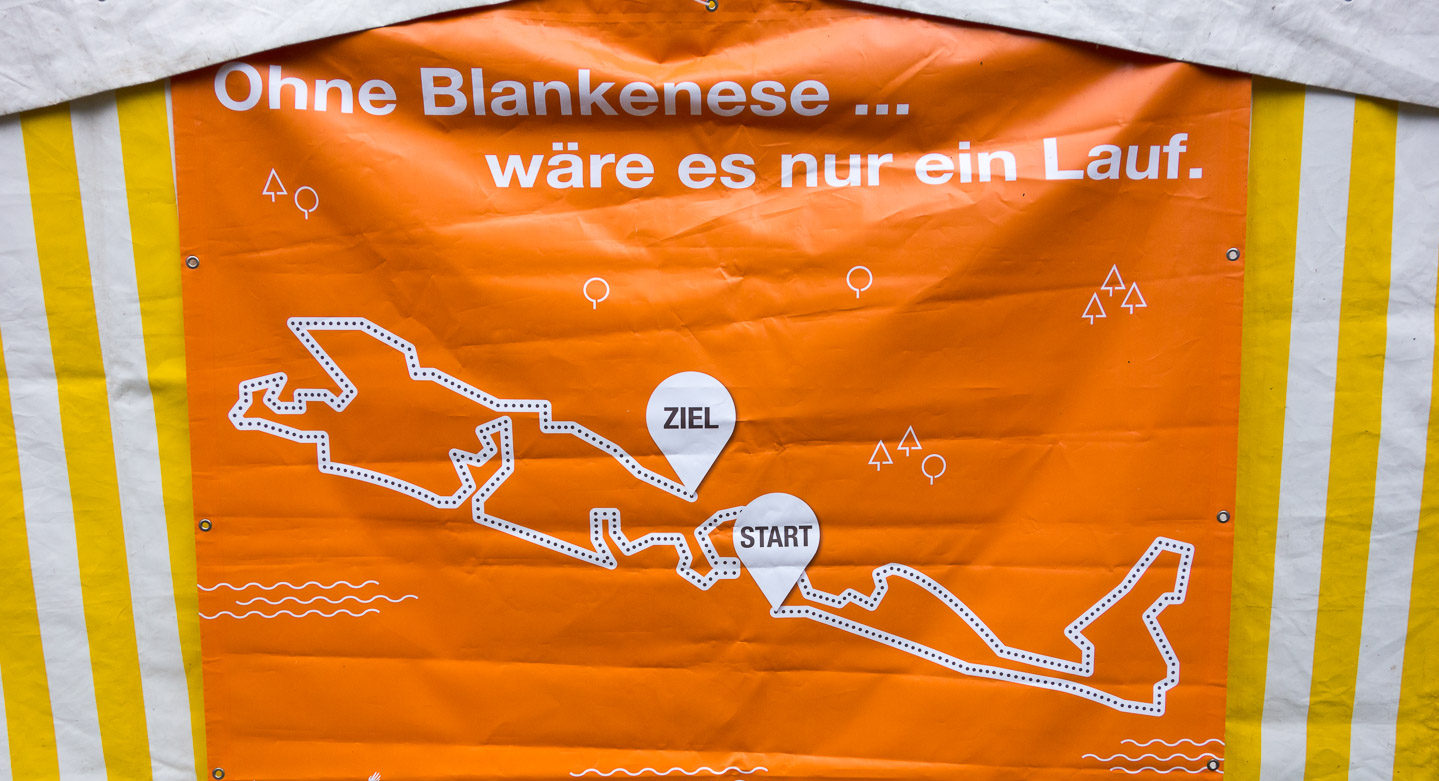 Ohne Blankenese ...
wäre es nur ein Lauf.
ZIEL
START